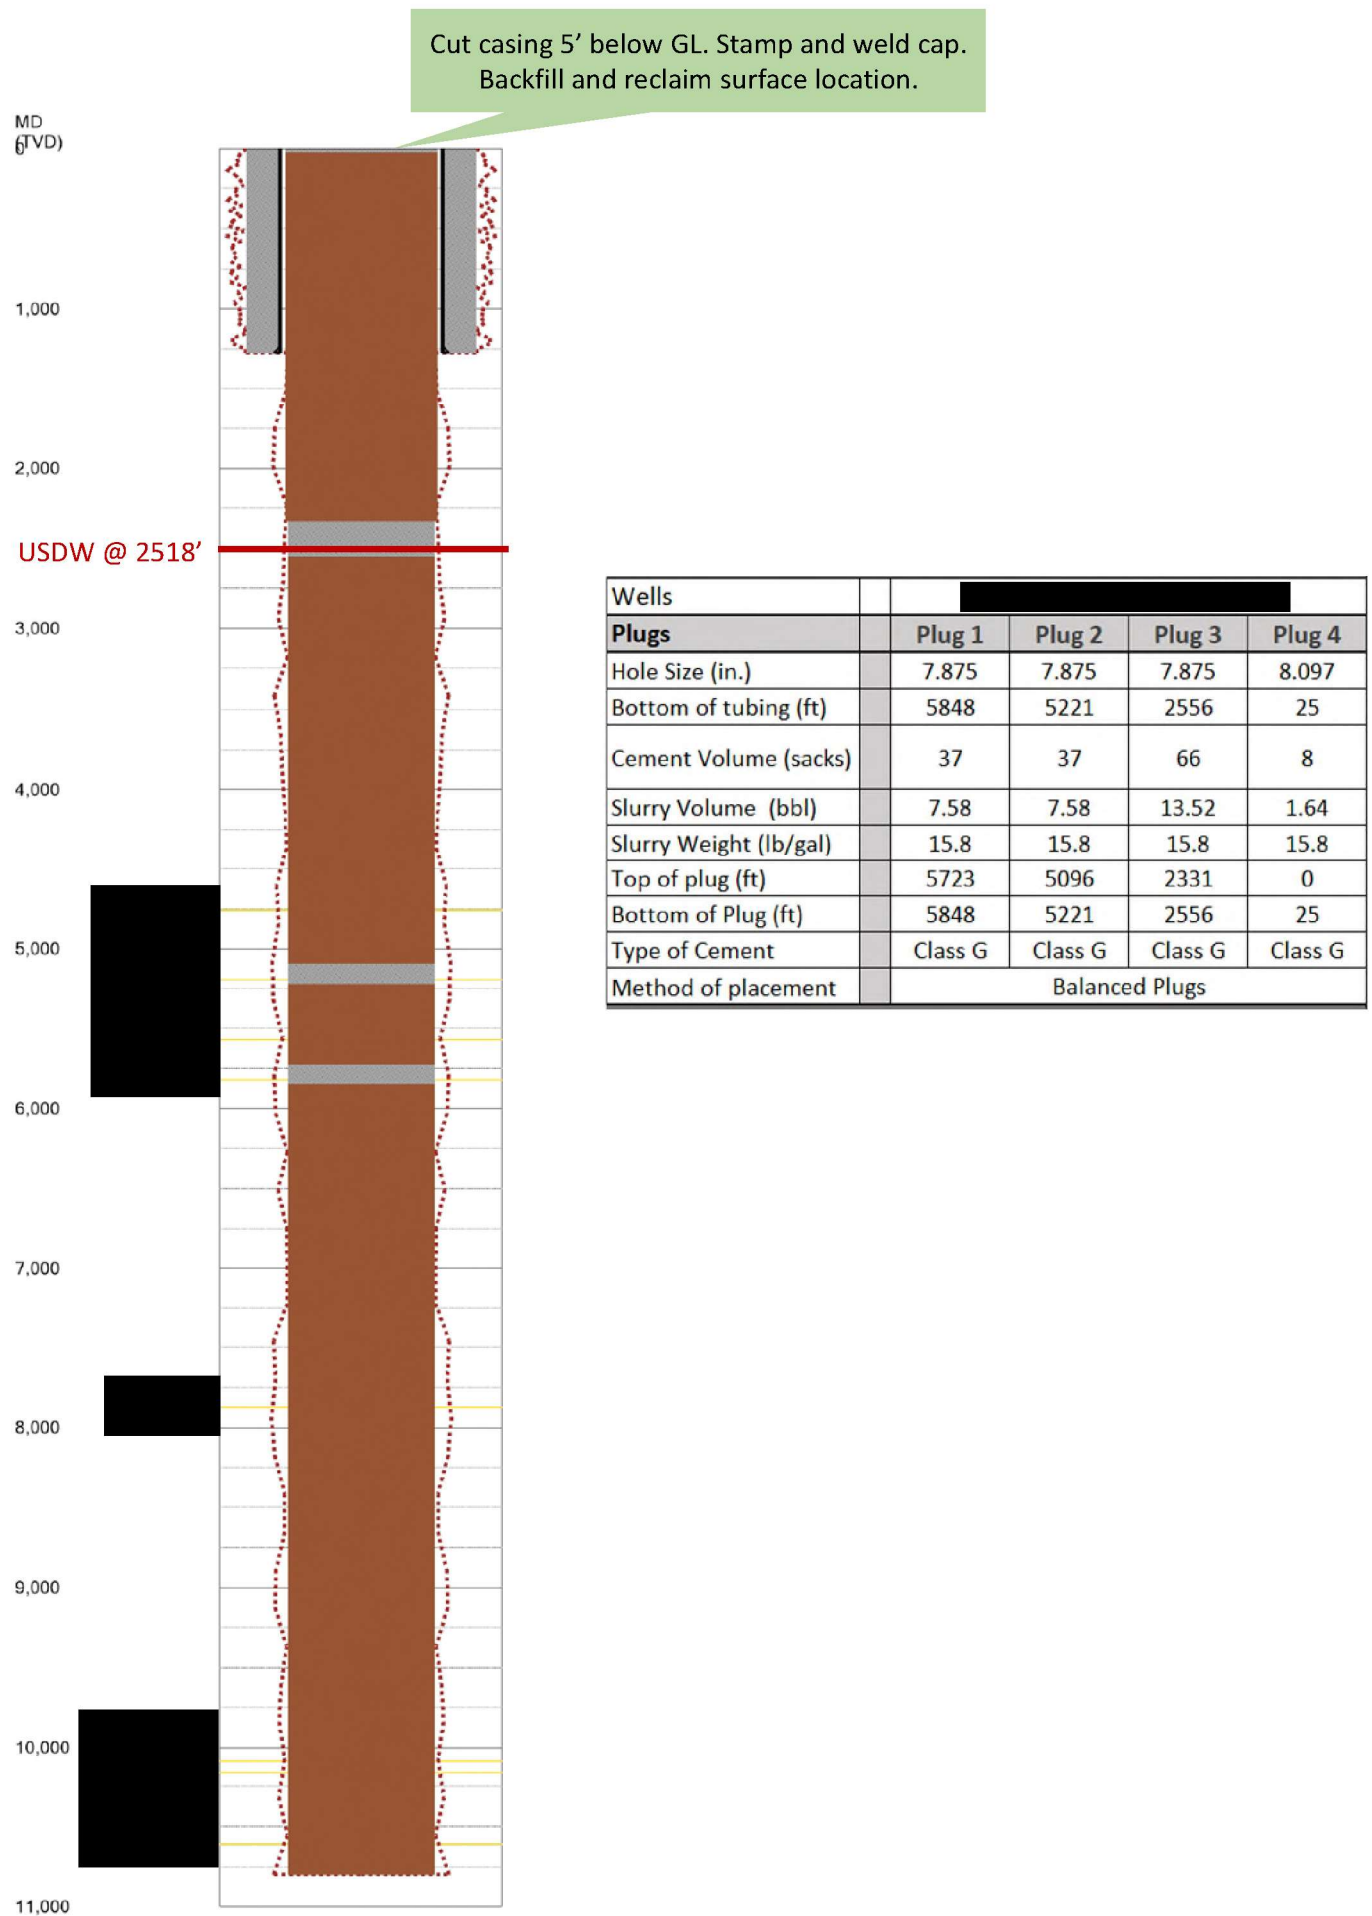 Cut casing 5’ below GL. Stamp and weld cap.
Backfill and reclaim surface location.
MD
(TVD)
0
1,000
2,000
USDW @ 2518’
3,000
4,000
5,000
6,000
7,000
8,000
9,000
10,000
11,000
Wells
Plugs Plug 1 Plug 2 Plug 3 Plug 4
Hole Size (in.) 7.875 7.875 7.875 8.097
Bottom of tubing (ft) 5848 5221 2556 25
Cement Volume (sacks) 37 37 66 8
Slurry Volume (bbl) 7.58 7.58 13.52 1.64
Slurry Weight (lb/gal) 15.8 15.8 15.8 15.8
Top of plug (ft) 5723 5096 2331 0
Bottom of Plug (ft) 5848 5221 2556 25
Type of Cement Class G Class G Class G Class G
Method of placement Balanced Plugs